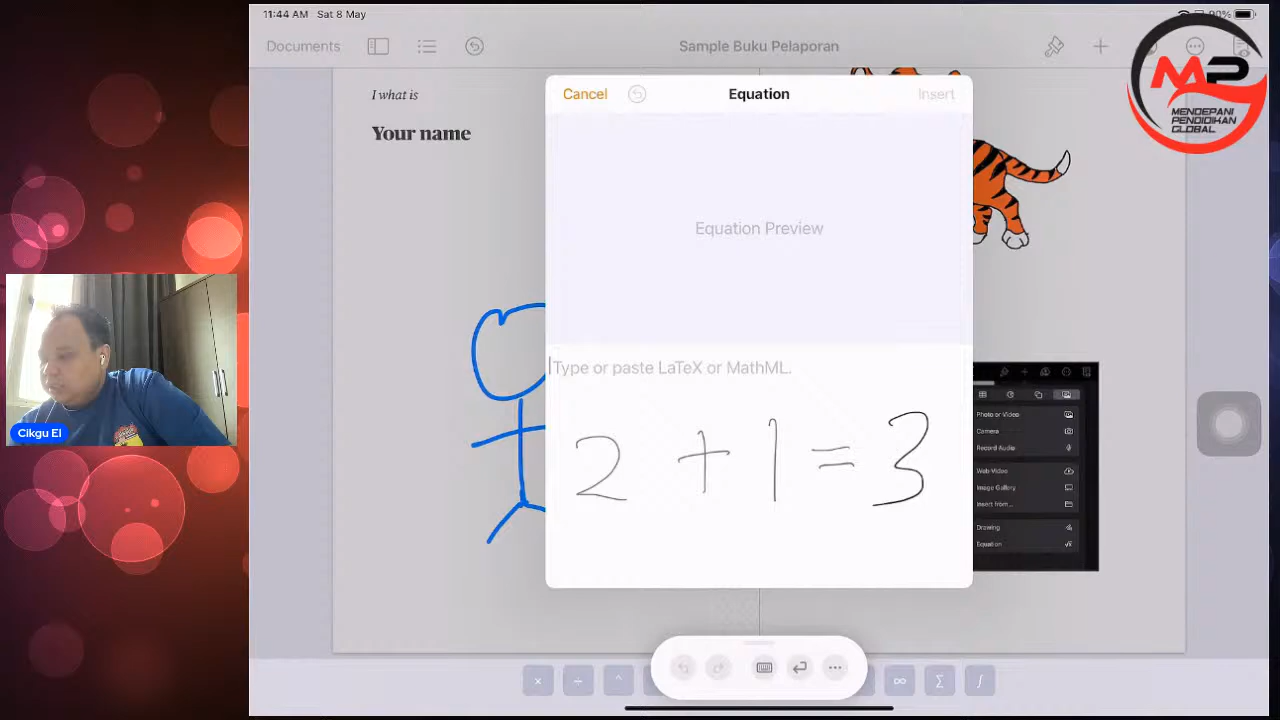 11:44 AM Sat 8 May
90%
Documents
Sample Buku Pelaporan
MP
MENDEPANI
PENDIDIKAN
GLOBAL
I what is
Your name
Cancel
Equation
Insert
Equation Preview
Type or paste LaTeX or MathML.
2 + 1 = 3
Photo or Video
Camera
Record Audio
Web Video
Image Gallery
Insert from...
Drawing
Equation
Cikgu El
× ÷ ^ ∞ ∑ ∫